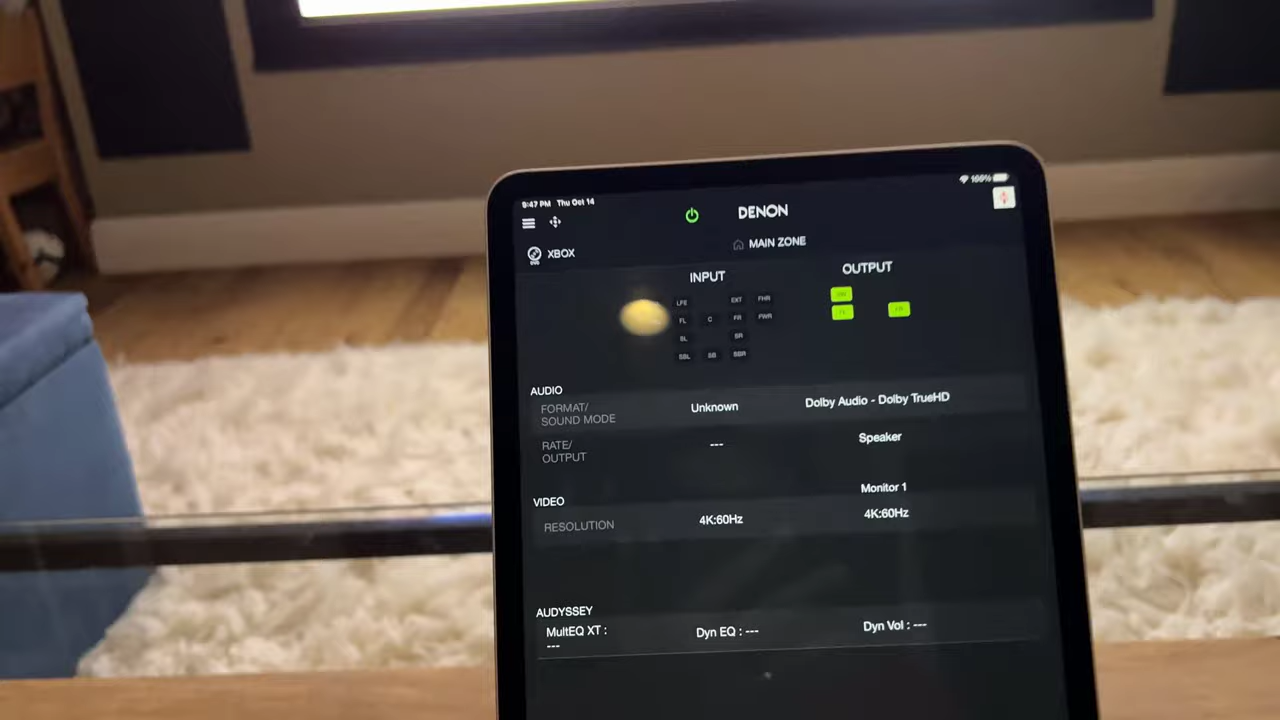 9:47 PM Thu Oct 14
100%
DENON
XBOX
MAIN ZONE
INPUT
OUTPUT
LFE EXT FHR
FL C FR FWR
SL SR
SBL SB SBR
AUDIO
FORMAT/
SOUND MODE
Unknown
Dolby Audio - Dolby TrueHD
RATE/
OUTPUT
---
Speaker
VIDEO
Monitor 1
RESOLUTION
4K:60Hz
4K:60Hz
AUDYSSEY
MultEQ XT :
---
Dyn EQ : ---
Dyn Vol : ---